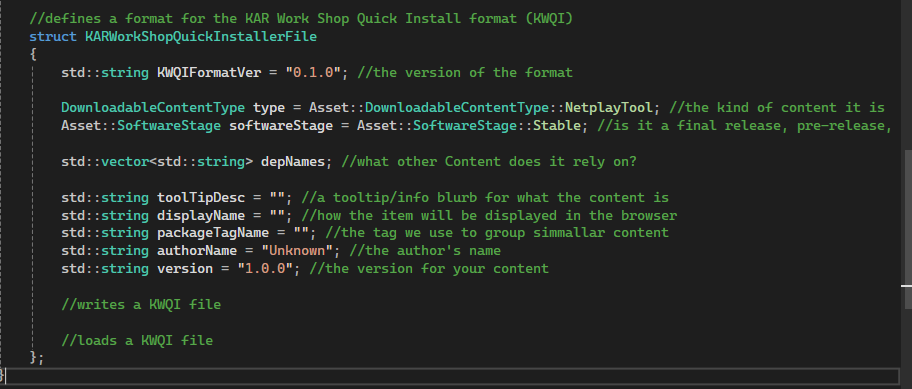 //defines a format for the KAR Work Shop Quick Install format (KWQI)
struct KARWorkShopQuickInstallerFile
{
std::string KWQIFormatVer = "0.1.0"; //the version of the format
DownloadableContentType type = Asset::DownloadableContentType::NetplayTool; //the kind of content it is
Asset::SoftwareStage softwareStage = Asset::SoftwareStage::Stable; //is it a final release, pre-release,
std::vector<std::string> depNames; //what other Content does it rely on?
std::string toolTipDesc = ""; //a tooltip/info blurb for what the content is
std::string displayName = ""; //how the item will be displayed in the browser
std::string packageTagName = ""; //the tag we use to group simmallar content
std::string authorName = "Unknown"; //the author's name
std::string version = "1.0.0"; //the version for your content
//writes a KWQI file
//loads a KWQI file
};
}